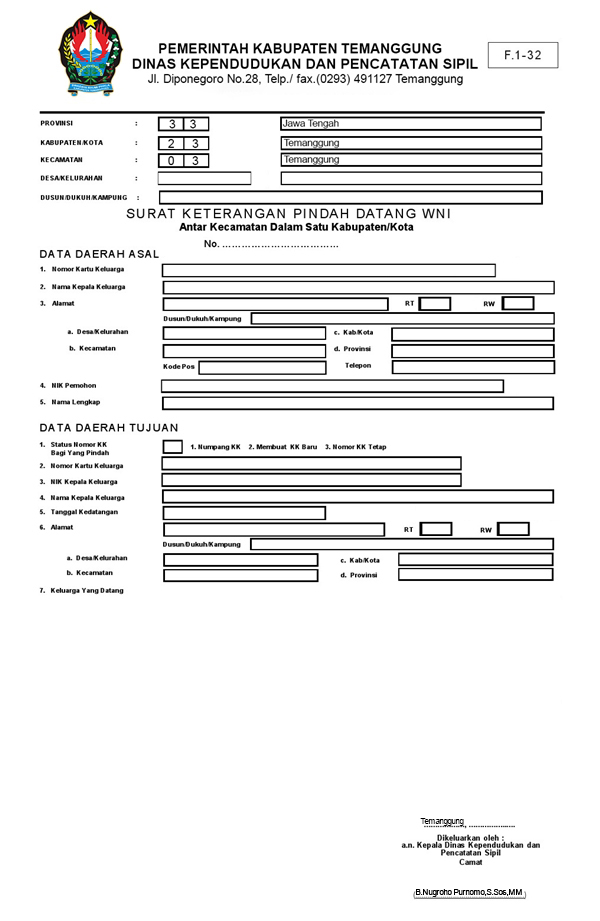 PEMERINTAH KABUPATEN TEMANGGUNG
DINAS KEPENDUDUKAN DAN PENCATATAN SIPIL
F.1-32
Jl. Diponegoro No.28, Telp./ fax.(0293) 491127 Temanggung
PROVINSI : 3 3 Jawa Tengah
KABUPATEN/KOTA : 2 3 Temanggung
KECAMATAN : 0 3 Temanggung
DESA/KELURAHAN :
DUSUN/DUKUH/KAMPUNG :
SURAT KETERANGAN PINDAH DATANG WNI
Antar Kecamatan Dalam Satu Kabupaten/Kota
No. ……………………………….
DATA DAERAH ASAL
1. Nomor Kartu Keluarga
2. Nama Kepala Keluarga
3. Alamat RT RW
Dusun/Dukuh/Kampung
a. Desa/Kelurahan c. Kab/Kota
b. Kecamatan d. Provinsi
Kode Pos Telepon
4. NIK Pemohon
5. Nama Lengkap
DATA DAERAH TUJUAN
1. Status Nomor KK 1. Numpang KK 2. Membuat KK Baru 3. Nomor KK Tetap
Bagi Yang Pindah
2. Nomor Kartu Keluarga
3. NIK Kepala Keluarga
4. Nama Kepala Keluarga
5. Tanggal Kedatangan
6. Alamat RT RW
Dusun/Dukuh/Kampung
a. Desa/Kelurahan c. Kab/Kota
b. Kecamatan d. Provinsi
7. Keluarga Yang Datang
Temanggung, .....................
Dikeluarkan oleh :
a.n. Kepala Dinas Kependudukan dan
Pencatatan Sipil
Camat
(B.Nugroho Purnomo,S.Sos,MM)